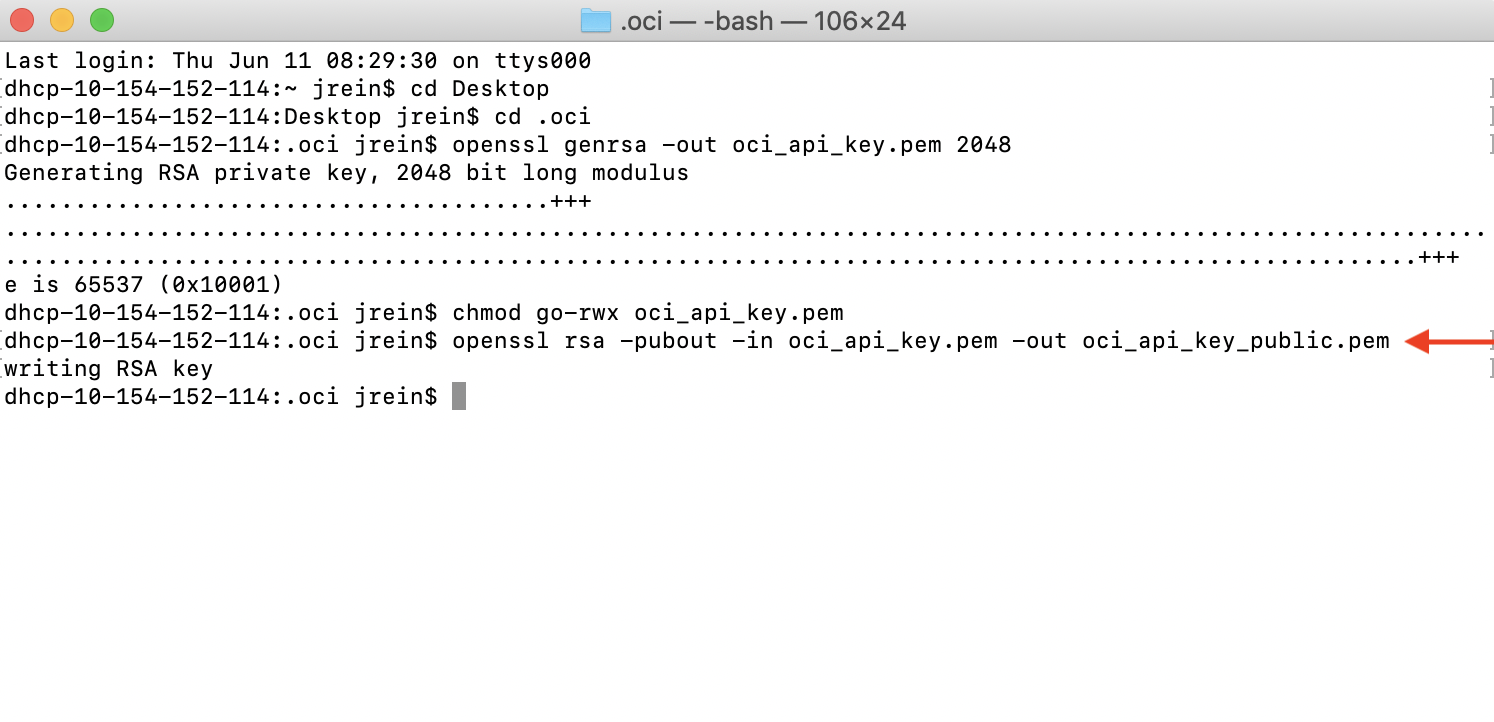 .oci — -bash — 106×24
Last login: Thu Jun 11 08:29:30 on ttys000
[dhcp-10-154-152-114:~ jrein$ cd Desktop ]
[dhcp-10-154-152-114:Desktop jrein$ cd .oci ]
[dhcp-10-154-152-114:.oci jrein$ openssl genrsa -out oci_api_key.pem 2048 ]
Generating RSA private key, 2048 bit long modulus
.......................................+++
..........................................................................................................
.....................................................................................................+++
e is 65537 (0x10001)
dhcp-10-154-152-114:.oci jrein$ chmod go-rwx oci_api_key.pem
[dhcp-10-154-152-114:.oci jrein$ openssl rsa -pubout -in oci_api_key.pem -out oci_api_key_public.pem ]
[writing RSA key ]
dhcp-10-154-152-114:.oci jrein$